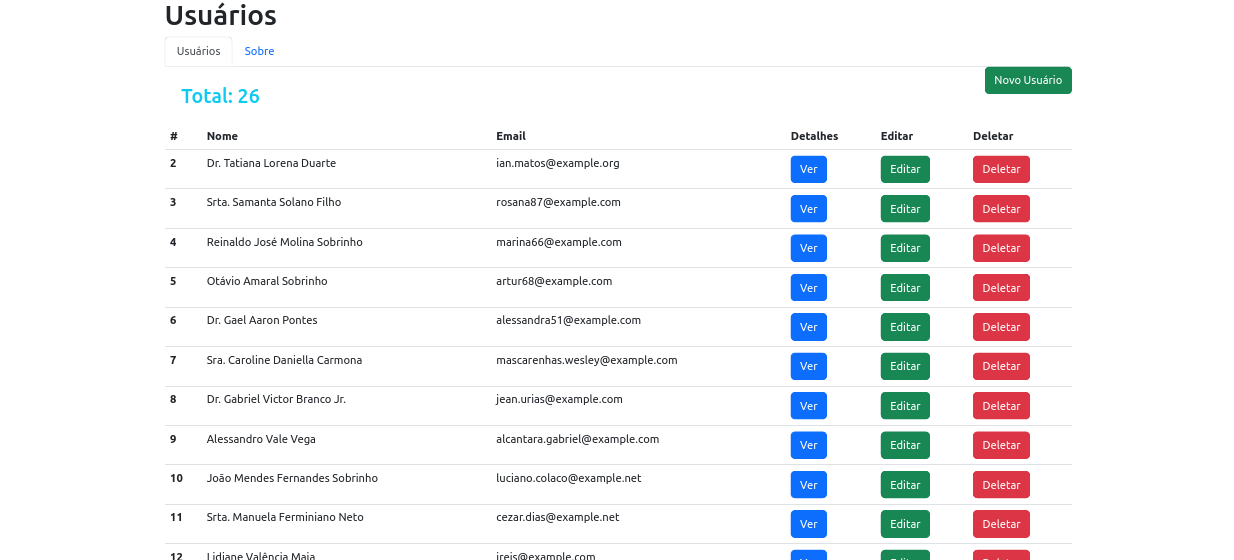 Usuários
Usuários Sobre
Novo Usuário
Total: 26
# Nome Email Detalhes Editar Deletar
2 Dr. Tatiana Lorena Duarte ian.matos@example.org Ver Editar Deletar
3 Srta. Samanta Solano Filho rosana87@example.com Ver Editar Deletar
4 Reinaldo José Molina Sobrinho marina66@example.com Ver Editar Deletar
5 Otávio Amaral Sobrinho artur68@example.com Ver Editar Deletar
6 Dr. Gael Aaron Pontes alessandra51@example.com Ver Editar Deletar
7 Sra. Caroline Daniella Carmona mascarenhas.wesley@example.com Ver Editar Deletar
8 Dr. Gabriel Victor Branco Jr. jean.urias@example.com Ver Editar Deletar
9 Alessandro Vale Vega alcantara.gabriel@example.com Ver Editar Deletar
10 João Mendes Fernandes Sobrinho luciano.colaco@example.net Ver Editar Deletar
11 Srta. Manuela Ferminiano Neto cezar.dias@example.net Ver Editar Deletar
12 Lidiane Valência Maia ireis@example.com